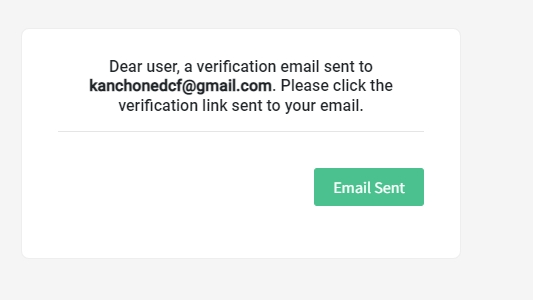 Dear user, a verification email sent to
kanchonedcf@gmail.com. Please click the
verification link sent to your email.
Email Sent